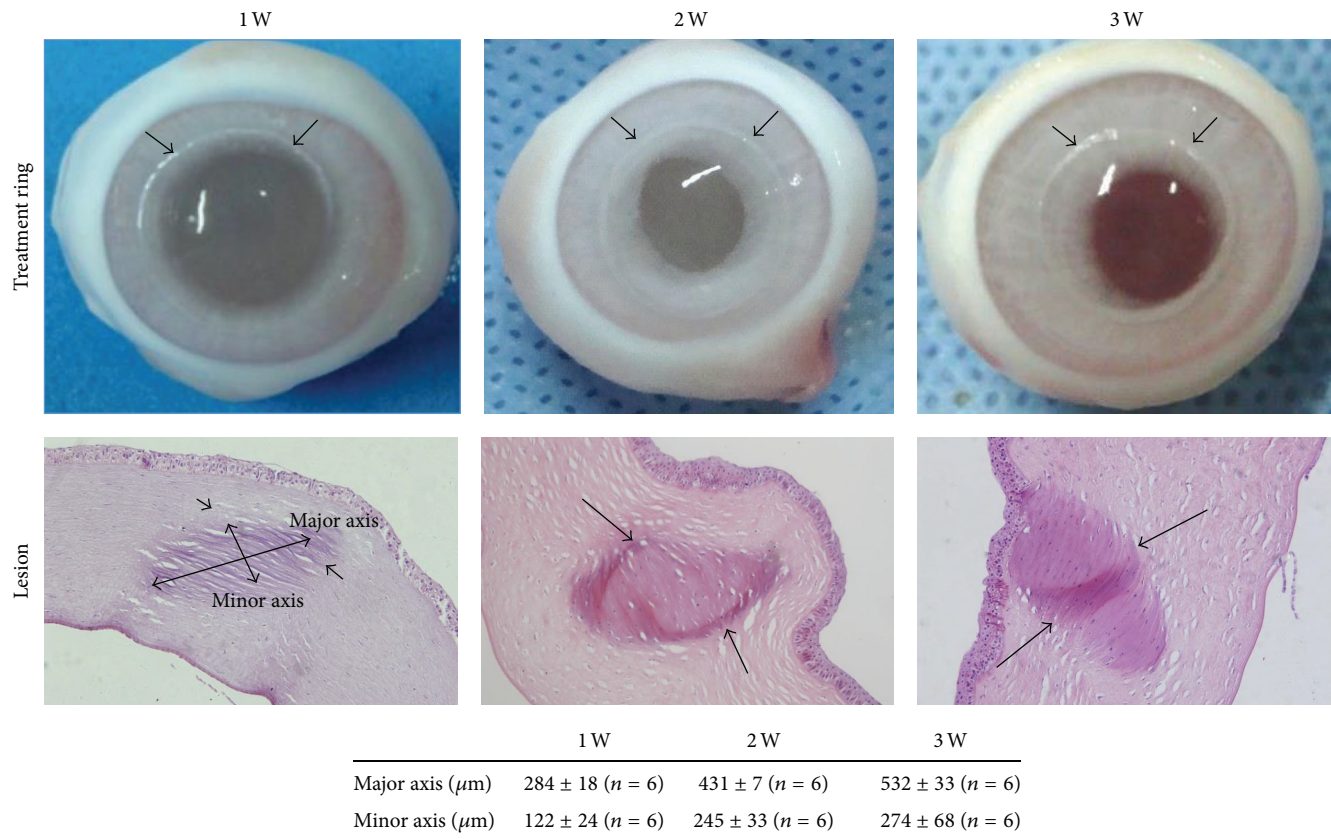 1 W 2 W 3 W
Treatment ring
Lesion
Major axis
Minor axis
1 W 2 W 3 W
Major axis (μm) 284 ± 18 (n = 6) 431 ± 7 (n = 6) 532 ± 33 (n = 6)
Minor axis (μm) 122 ± 24 (n = 6) 245 ± 33 (n = 6) 274 ± 68 (n = 6)